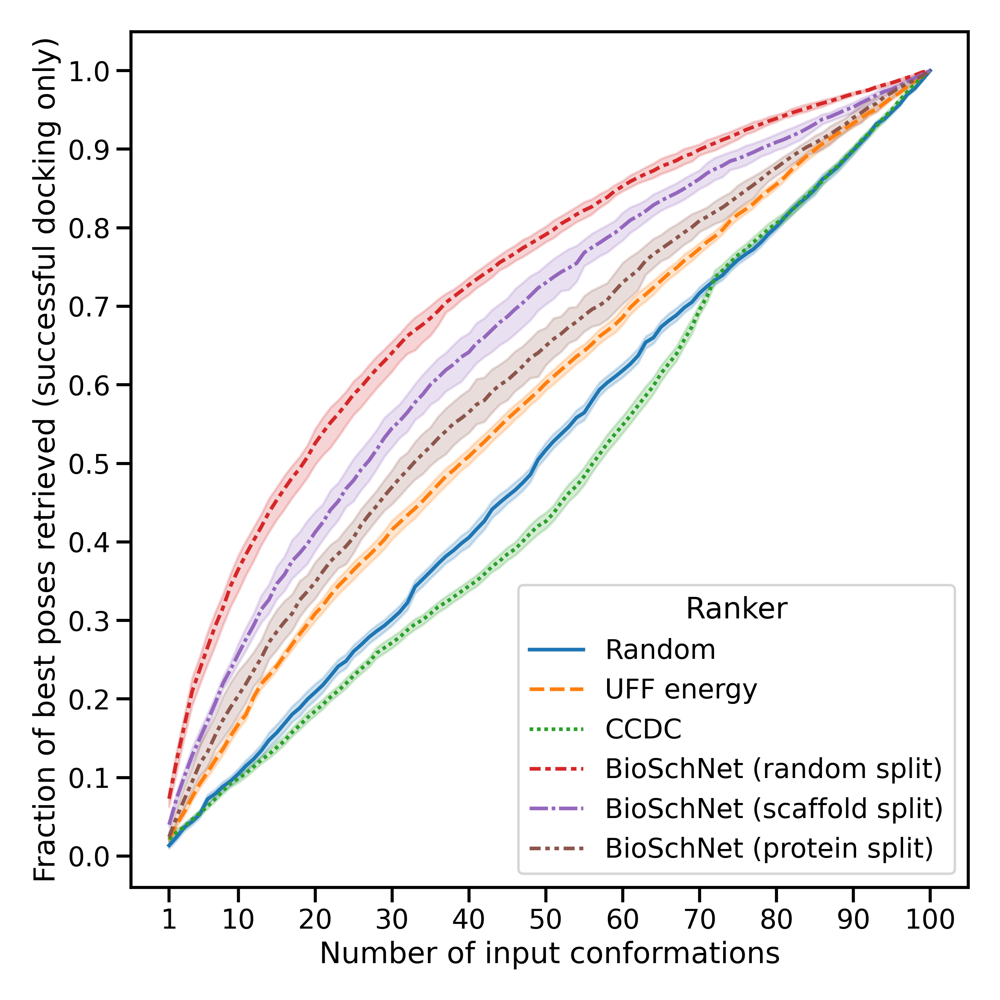 Fraction of best poses retrieved (successful docking only)
1.0
0.9
0.8
0.7
0.6
0.5
0.4
0.3
0.2
0.1
0.0
Ranker
Random
UFF energy
CCDC
BioSchNet (random split)
BioSchNet (scaffold split)
BioSchNet (protein split)
1 10 20 30 40 50 60 70 80 90 100
Number of input conformations